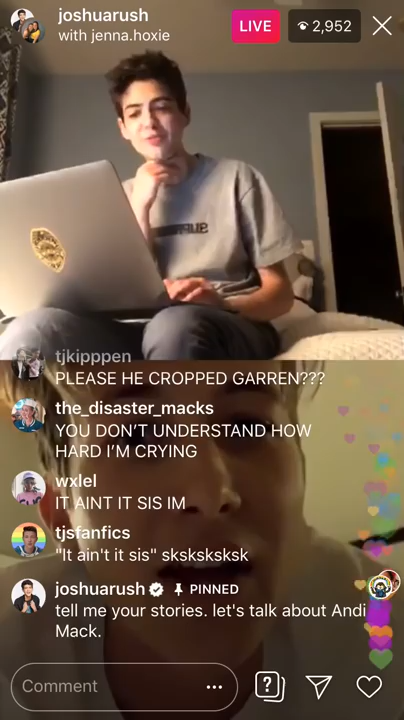 joshuarush
with jenna.hoxie
LIVE
2,952
tjkipppen
PLEASE HE CROPPED GARREN???
the_disaster_macks
YOU DON'T UNDERSTAND HOW
HARD I'M CRYING
wxlel
IT AINT IT SIS IM
tjsfanfics
"It ain't it sis" sksksksksk
joshuarush PINNED
tell me your stories. let's talk about Andi
Mack.
Comment